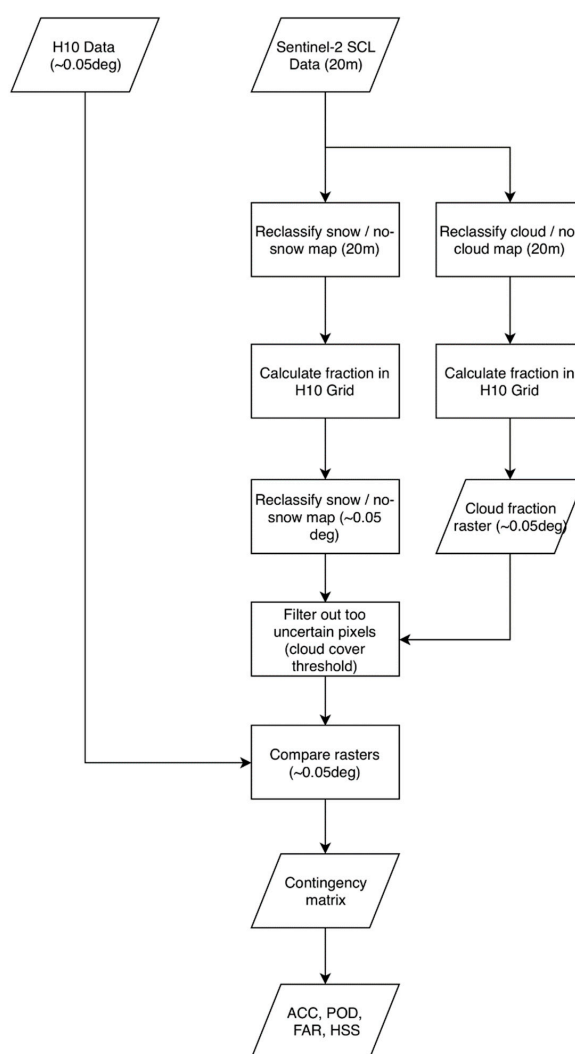 H10 Data
(~0.05deg)
Sentinel-2 SCL
Data (20m)
Reclassify snow / no-
snow map (20m)
Reclassify cloud / no
cloud map (20m)
Calculate fraction in
H10 Grid
Calculate fraction in
H10 Grid
Reclassify snow / no-
snow map (~0.05
deg)
Cloud fraction
raster (~0.05deg)
Filter out too
uncertain pixels
(cloud cover
threshold)
Compare rasters
(~0.05deg)
Contingency
matrix
ACC, POD,
FAR, HSS